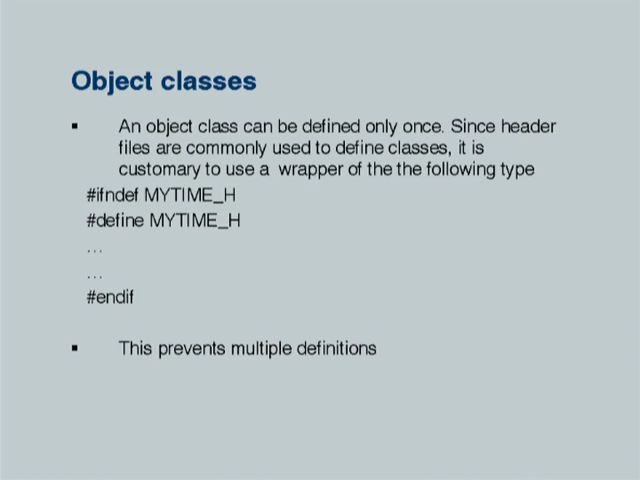 Object classes
▪ An object class can be defined only once. Since header
files are commonly used to define classes, it is
customary to use a wrapper of the the following type
#ifndef MYTIME_H
#define MYTIME_H
...
...
#endif
▪ This prevents multiple definitions